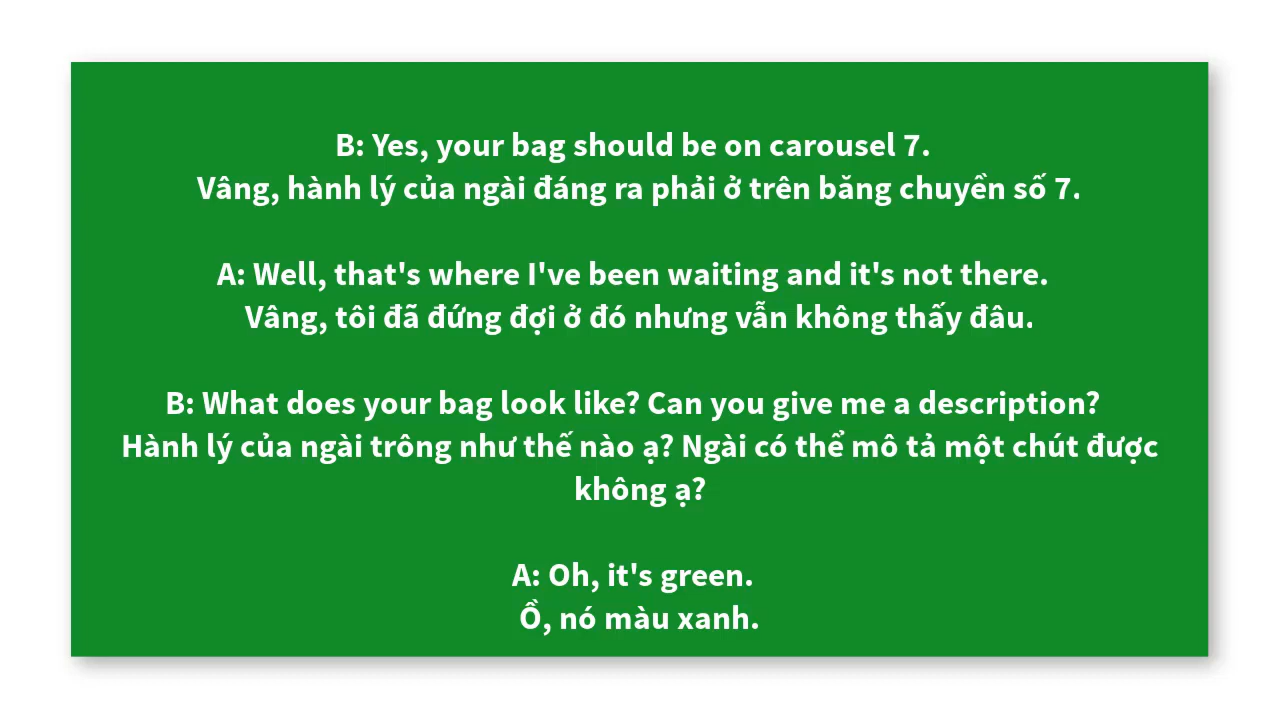 B: Yes, your bag should be on carousel 7.
Vâng, hành lý của ngài đáng ra phải ở trên băng chuyền số 7.
A: Well, that's where I've been waiting and it's not there.
Vâng, tôi đã đứng đợi ở đó nhưng vẫn không thấy đâu.
B: What does your bag look like? Can you give me a description?
Hành lý của ngài trông như thế nào ạ? Ngài có thể mô tả một chút được
không ạ?
A: Oh, it's green.
Ồ, nó màu xanh.